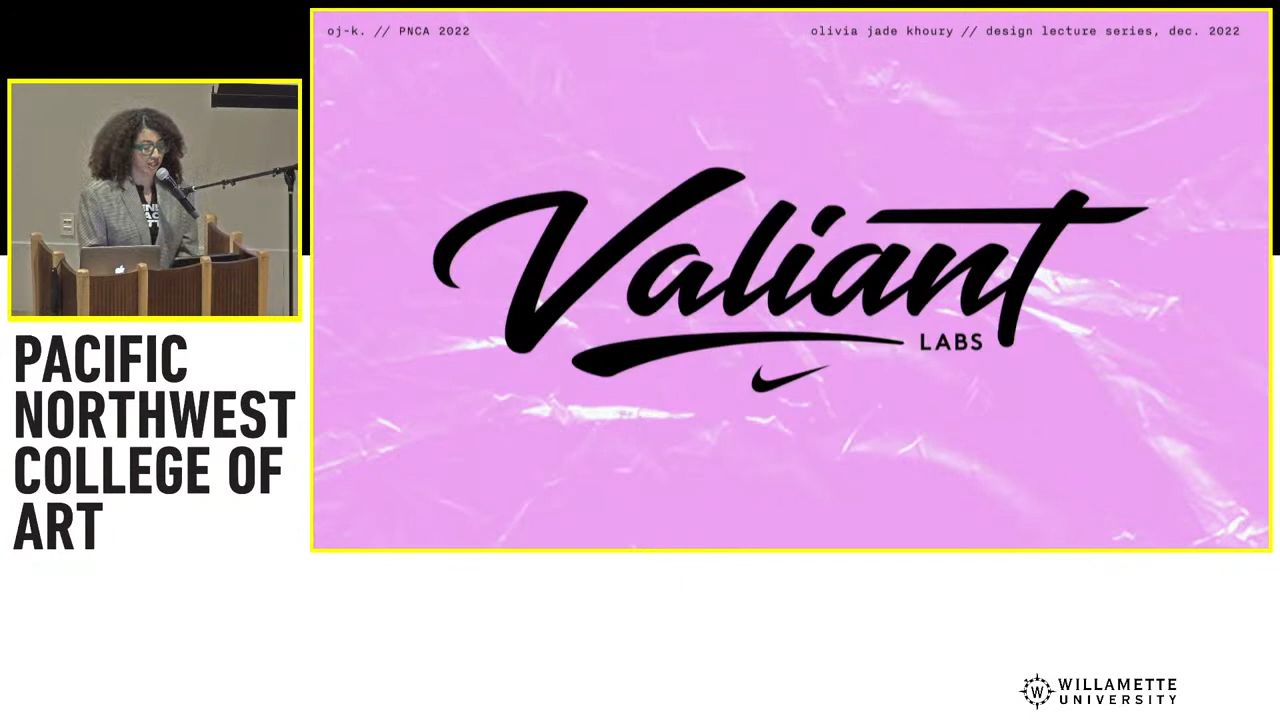 oj-k. // PNCA 2022
olivia jade khoury // design lecture series, dec. 2022
Valiant
LABS
PACIFIC
NORTHWEST
COLLEGE OF
ART
W
WILLAMETTE
UNIVERSITY